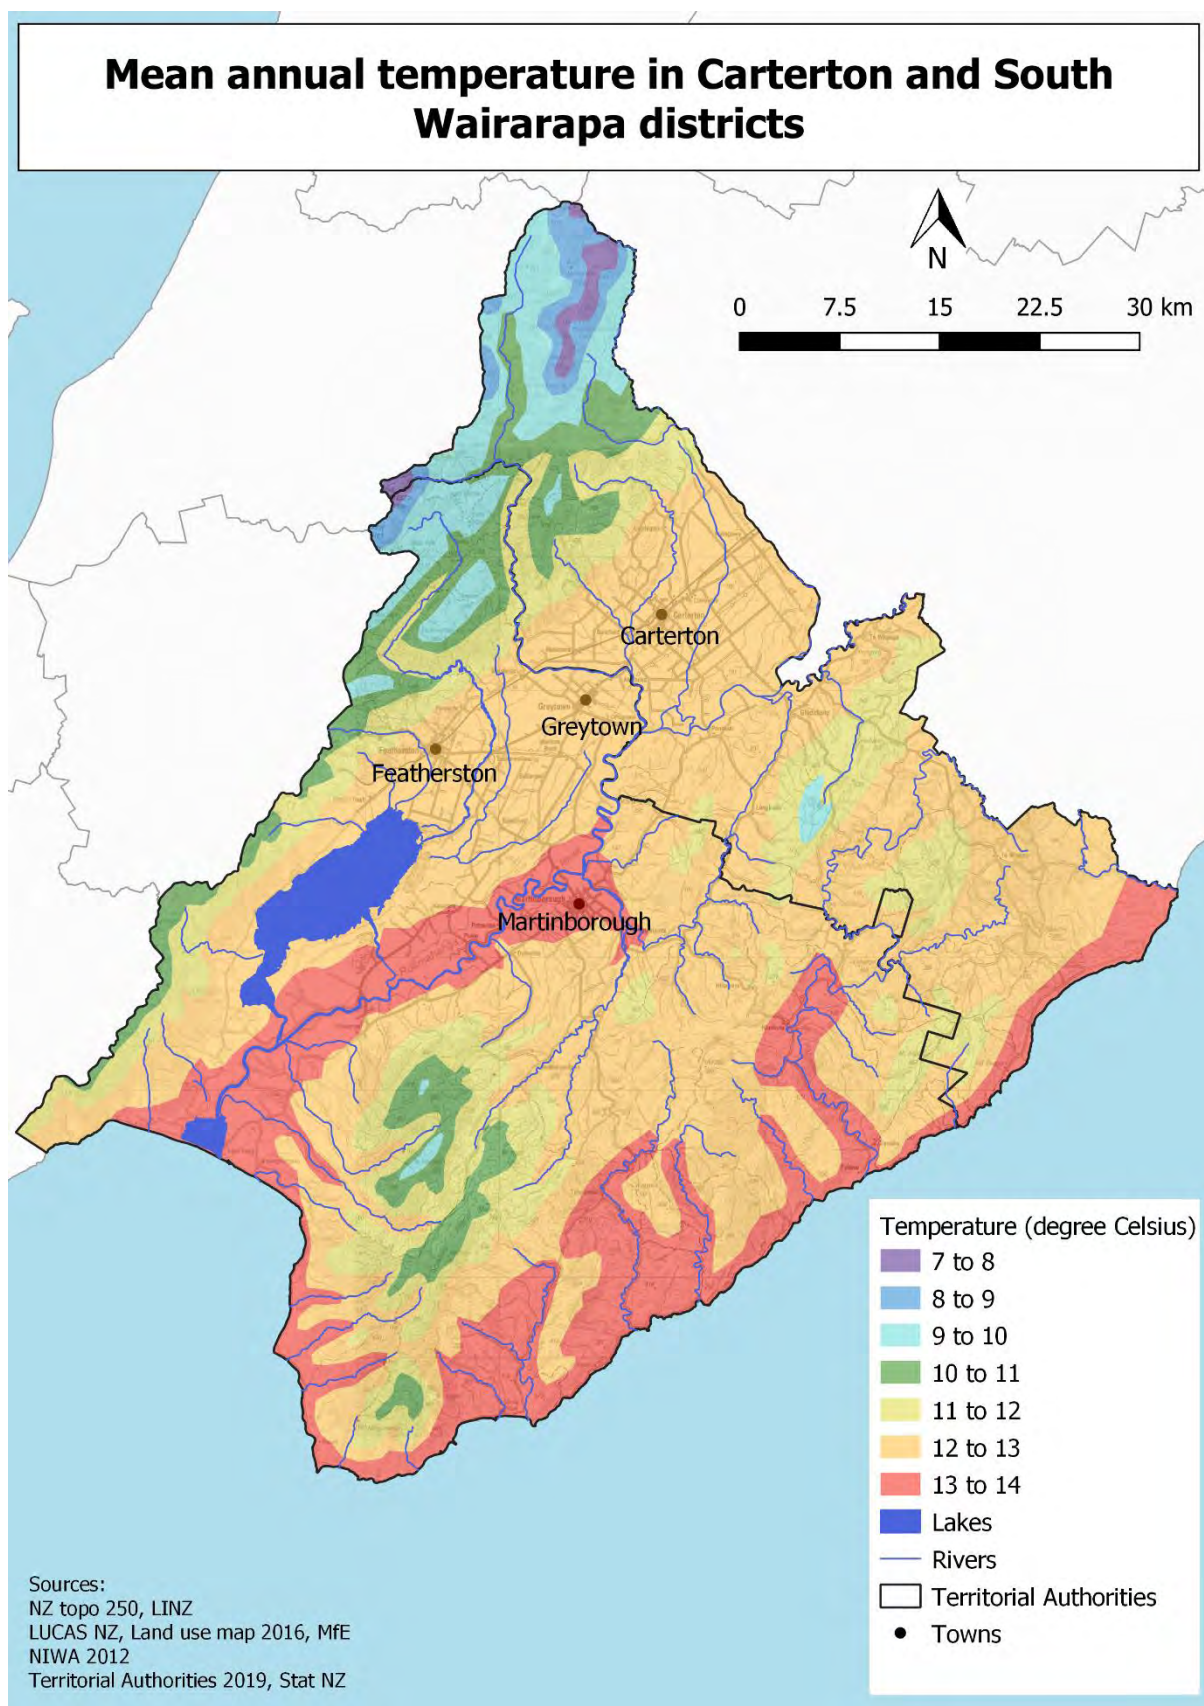 Mean annual temperature in Carterton and South
Wairarapa districts
N
0 7.5 15 22.5 30 km
Carterton
Greytown
Featherston
Martinborough
Temperature (degree Celsius)
7 to 8
8 to 9
9 to 10
10 to 11
11 to 12
12 to 13
13 to 14
Lakes
Rivers
Territorial Authorities
Towns
Sources:
NZ topo 250, LINZ
LUCAS NZ, Land use map 2016, MfE
NIWA 2012
Territorial Authorities 2019, Stat NZ